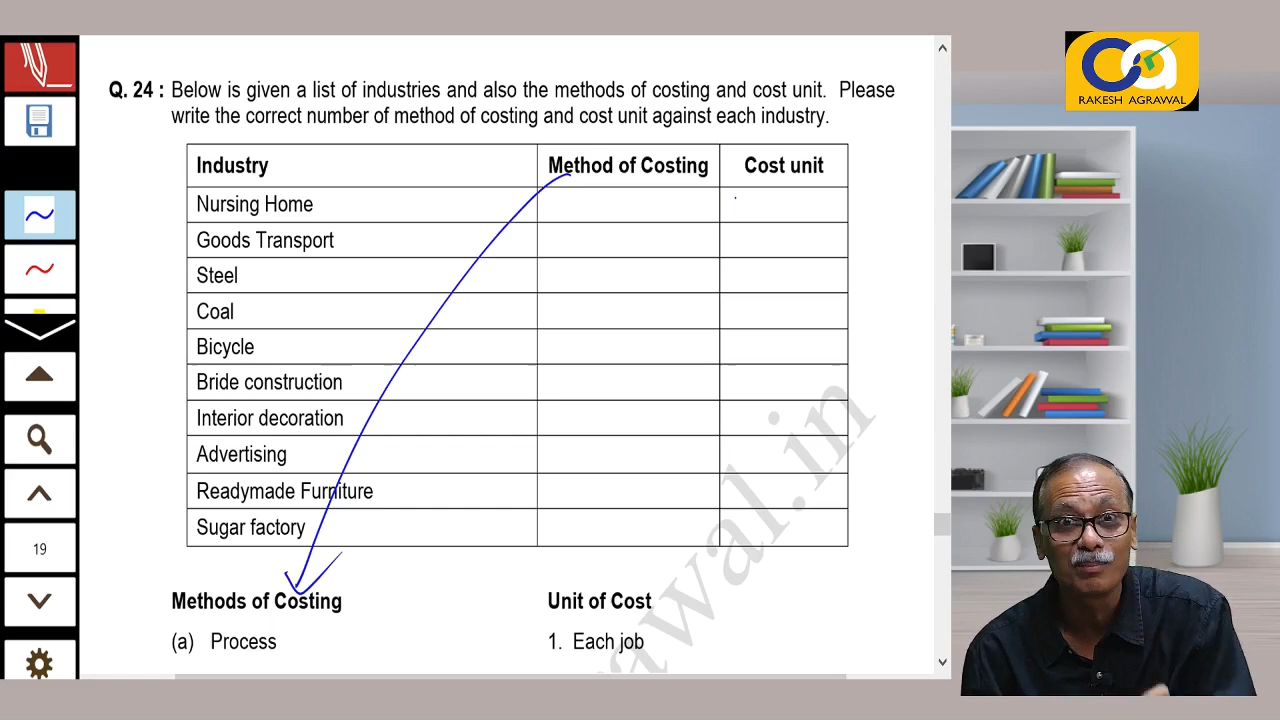 RAKESH AGRAWAL
Q. 24 : Below is given a list of industries and also the methods of costing and cost unit. Please
write the correct number of method of costing and cost unit against each industry.
Industry Method of Costing Cost unit
Nursing Home
Goods Transport
Steel
Coal
Bicycle
Bride construction
Interior decoration
Advertising
Readymade Furniture
Sugar factory
19
Methods of Costing Unit of Cost
(a) Process 1. Each job
awal.in